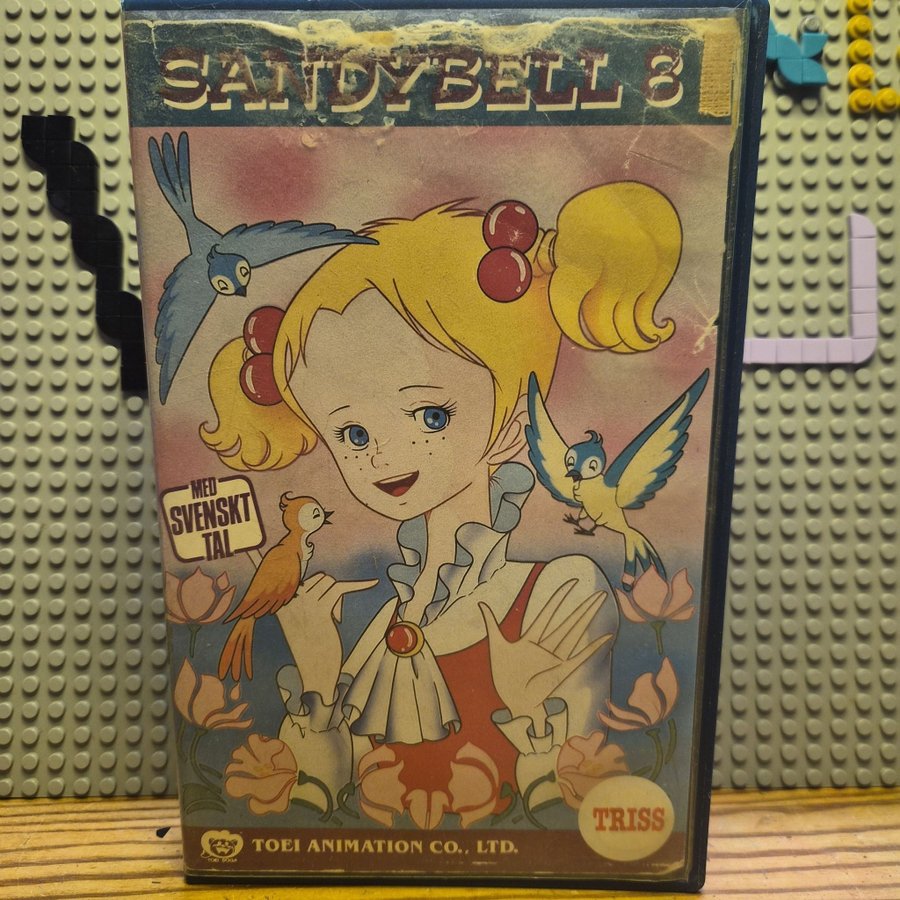 SANDYBELL 8
MED
SVENSKT
TAL
TRISS
TOEI ANIMATION CO., LTD.